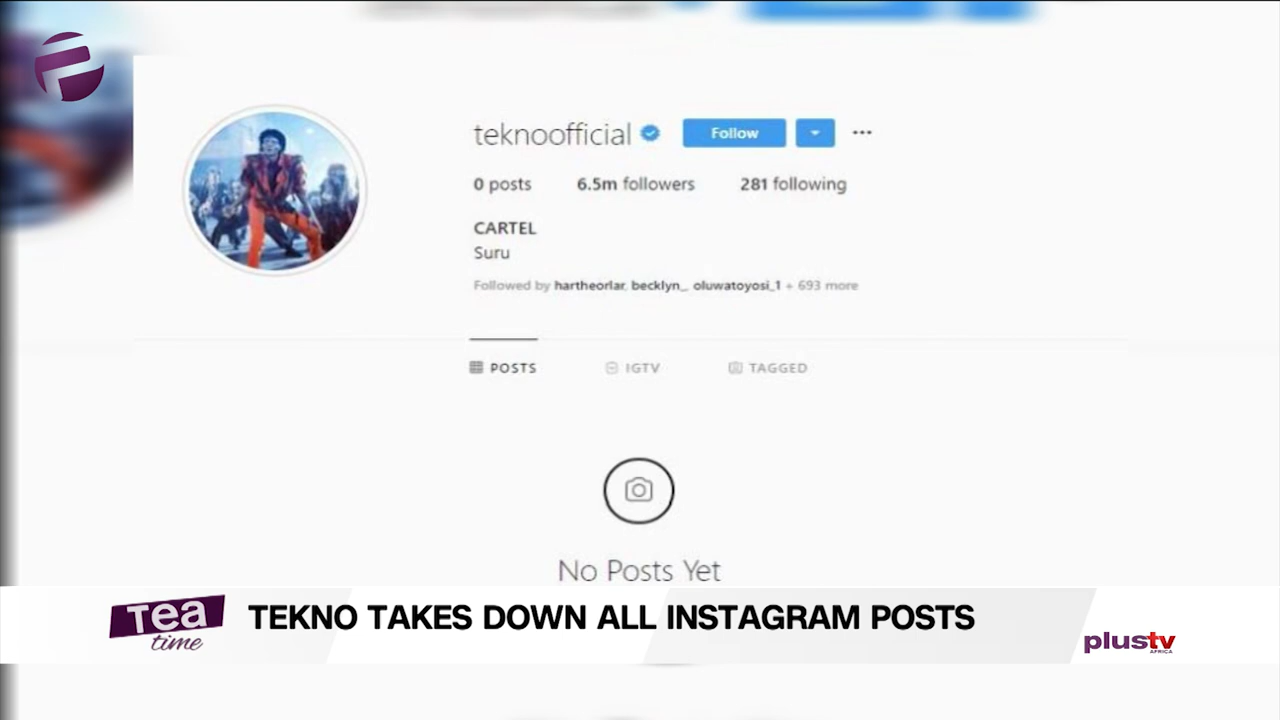 teknoofficial Follow
0 posts 6.5m followers 281 following
CARTEL
Suru
Followed by hartheorlar, becklyn_, oluwatoyosi_1 + 693 more
POSTS IGTV TAGGED
No Posts Yet
Tea
time
TEKNO TAKES DOWN ALL INSTAGRAM POSTS
plustv
AFRICA